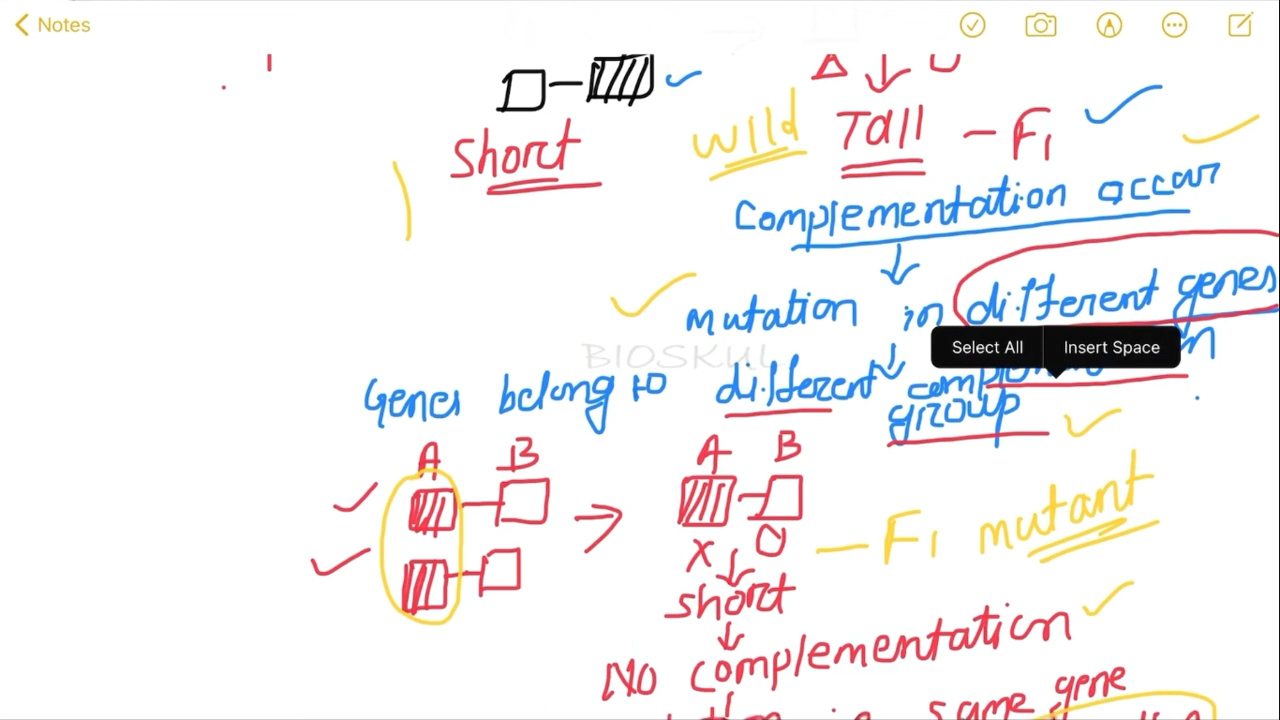 Notes
Short
Wild Tall - F1
Complementation occur
Mutation in different genes
Select All Insert Space
BIOSKUL
Genes belong to different
group
A B A B
X O
- F1 mutant
short
No complementation
in same gene